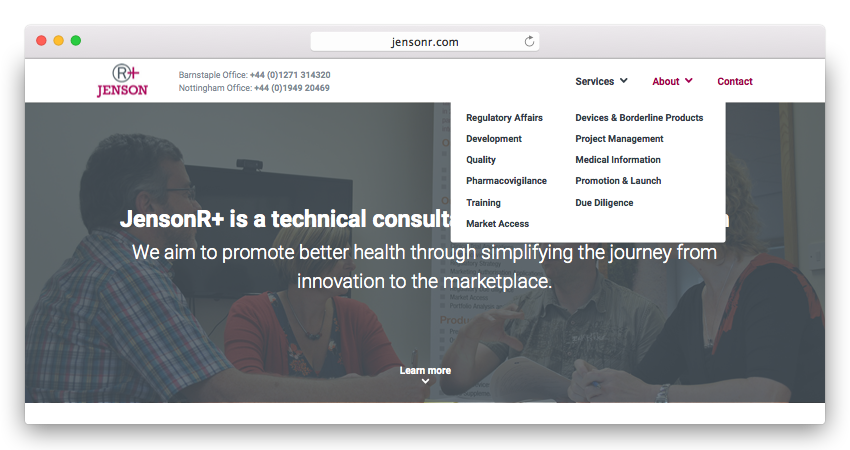 jensonr.com
R+
JENSON
Barnstaple Office: +44 (0)1271 314320
Nottingham Office: +44 (0)1949 20469
Services
About
Contact
Regulatory Affairs
Devices & Borderline Products
Development
Project Management
Quality
Medical Information
Pharmacovigilance
Promotion & Launch
Training
Due Diligence
Market Access
JensonR+ is a technical consulta
We aim to promote better health through simplifying the journey from
innovation to the marketplace.
Market Access
Learn more